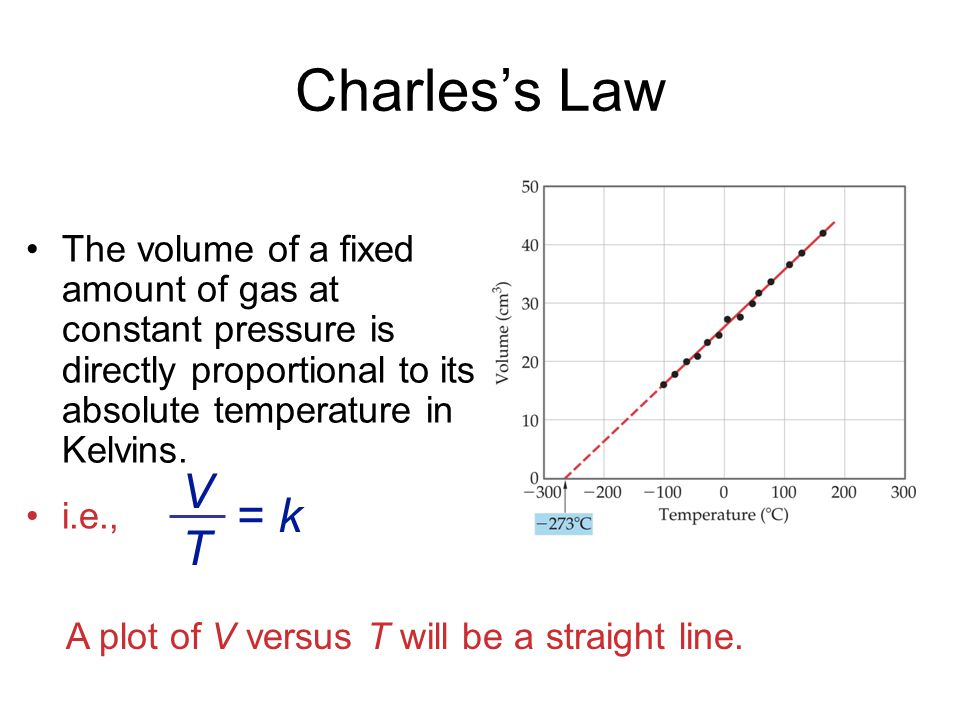 Charles’s Law
• The volume of a fixed
amount of gas at
constant pressure is
directly proportional to its
absolute temperature in
Kelvins.
• i.e.,
V
T
= k
50
40
30
20
10
0
Volume (cm³)
−300 −200 −100 0 100 200 300
Temperature (°C)
−273°C
A plot of V versus T will be a straight line.